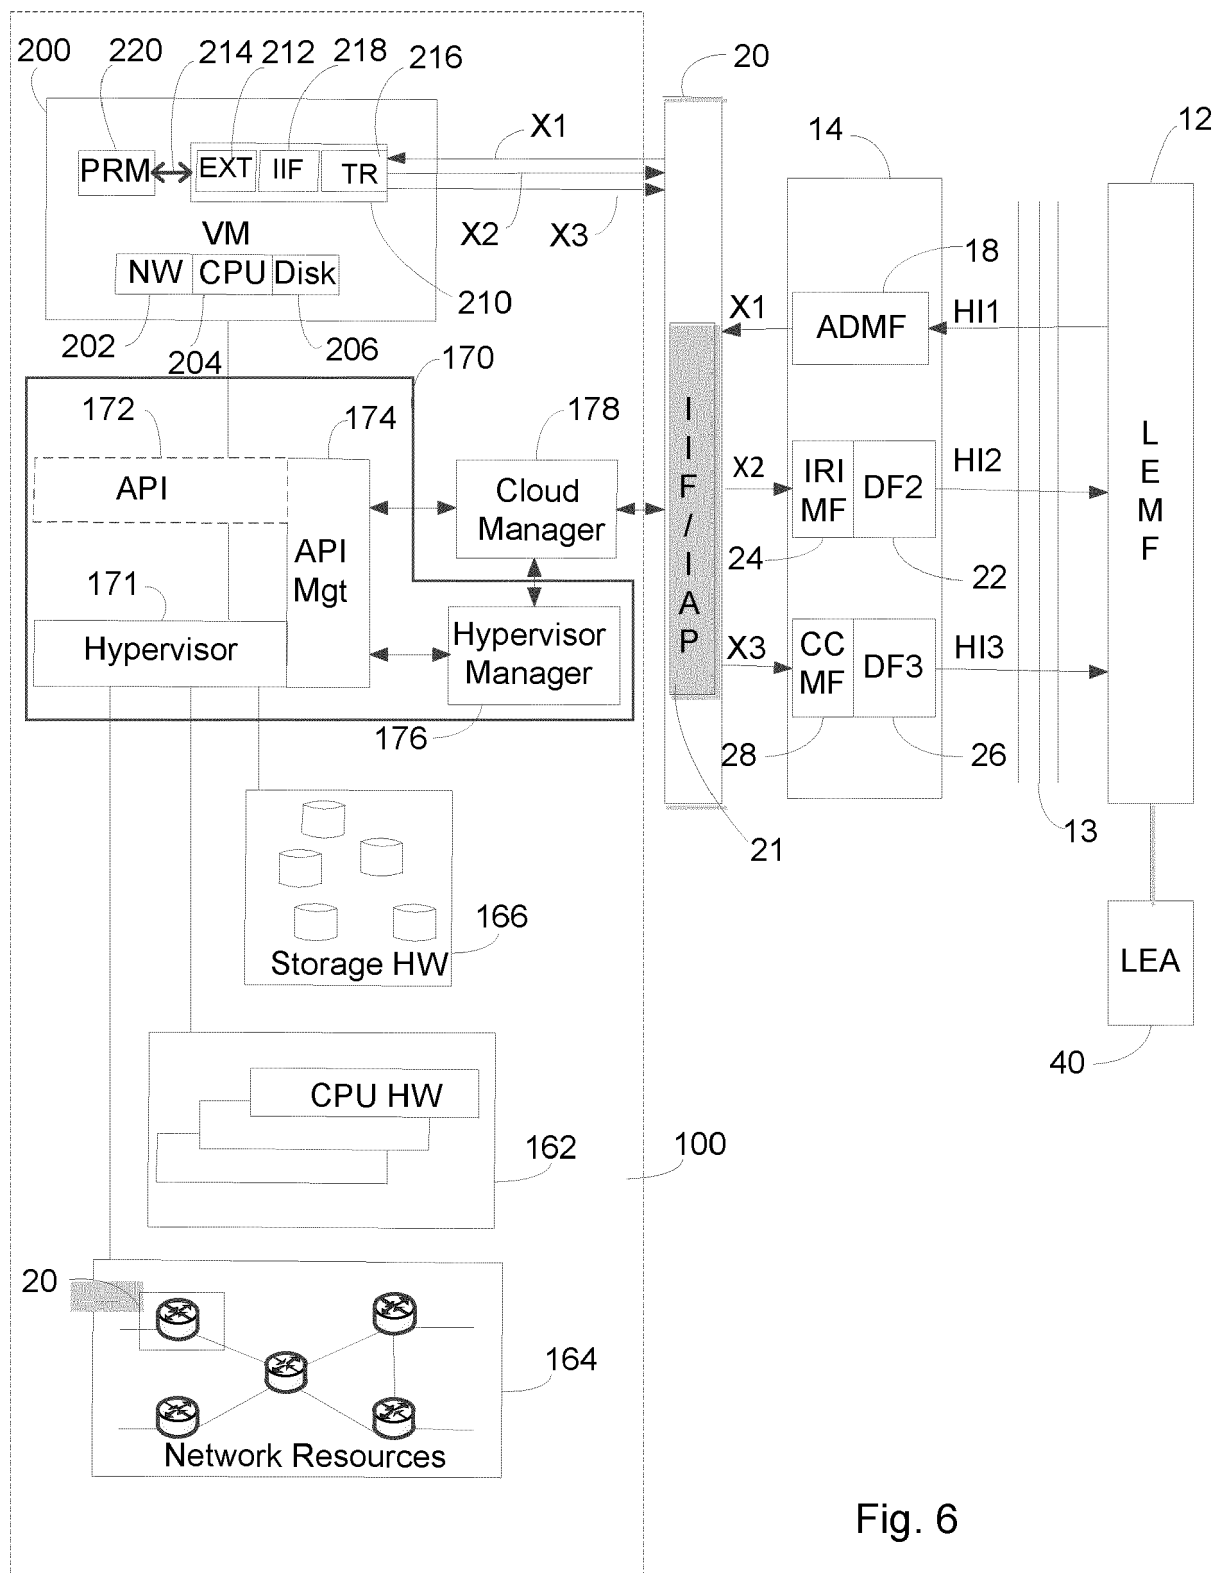 200
220
214
212
218
216
20
PRM
EXT
IIF
TR
X1
X2
X3
VM
NW
CPU
Disk
202
204
206
210
14
12
18
X1
ADMF
HI1
170
172
174
178
API
API
Mgt
Cloud
Manager
171
Hypervisor
Hypervisor
Manager
176
IIF/IAP
X2
IRI
MF
DF2
HI2
24
22
X3
CC
MF
DF3
HI3
28
26
LEMF
21
13
166
Storage HW
LEA
40
CPU HW
162
100
20
164
Network Resources
Fig. 6